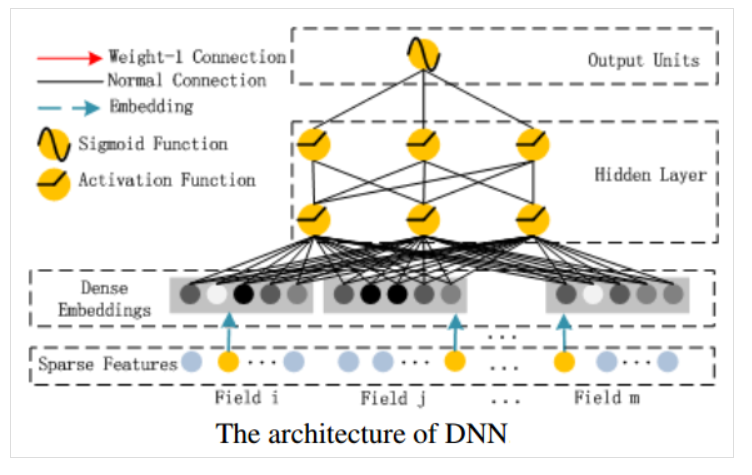 Weight-1 Connection
Normal Connection
Embedding
Sigmoid Function
Activation Function
Output Units
Hidden Layer
Dense
Embeddings
...
Sparse Features
...
...
...
...
Field i
Field j
...
Field m
The architecture of DNN